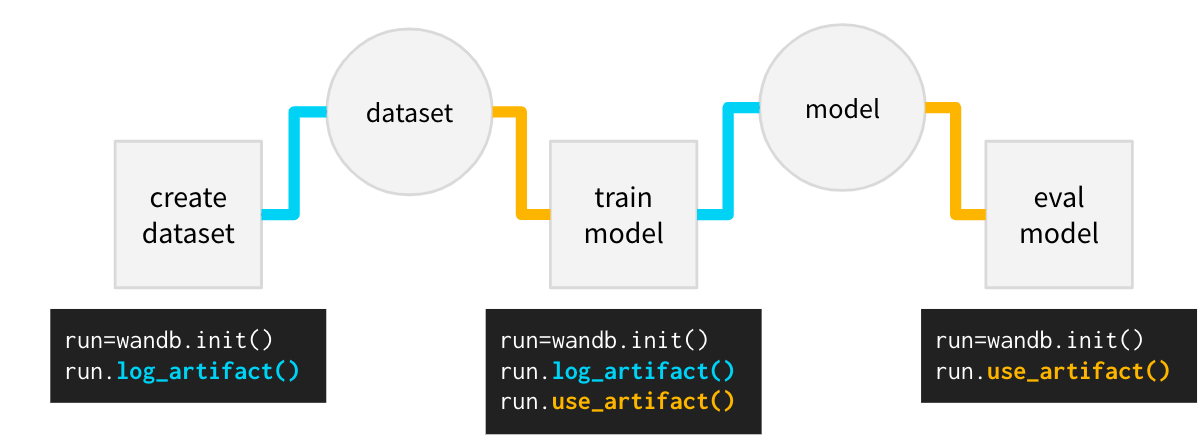 dataset
model
create
dataset
train
model
eval
model
run=wandb.init()
run.log_artifact()
run=wandb.init()
run.log_artifact()
run.use_artifact()
run=wandb.init()
run.use_artifact()